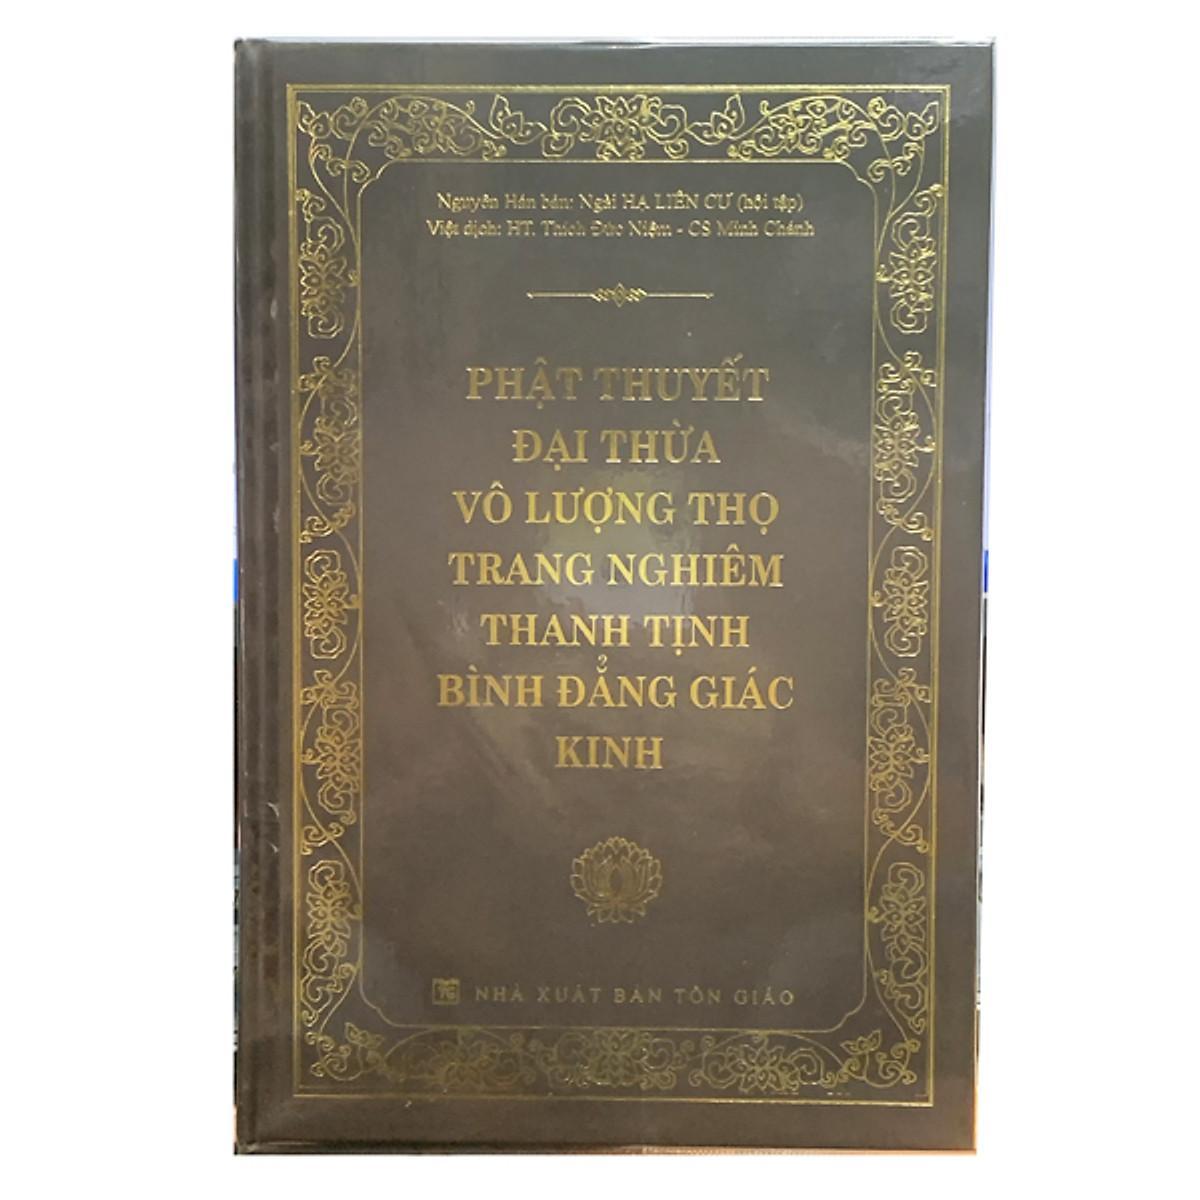 Nguyên Hán bản: Ngài HẠ LIÊN CƯ (hội tập)
Việt dịch: HT. Thích Đức Niệm - CS Minh Chánh
PHẬT THUYẾT
ĐẠI THỪA
VÔ LƯỢNG THỌ
TRANG NGHIÊM
THANH TỊNH
BÌNH ĐẲNG GIÁC
KINH
NHÀ XUẤT BẢN TÔN GIÁO